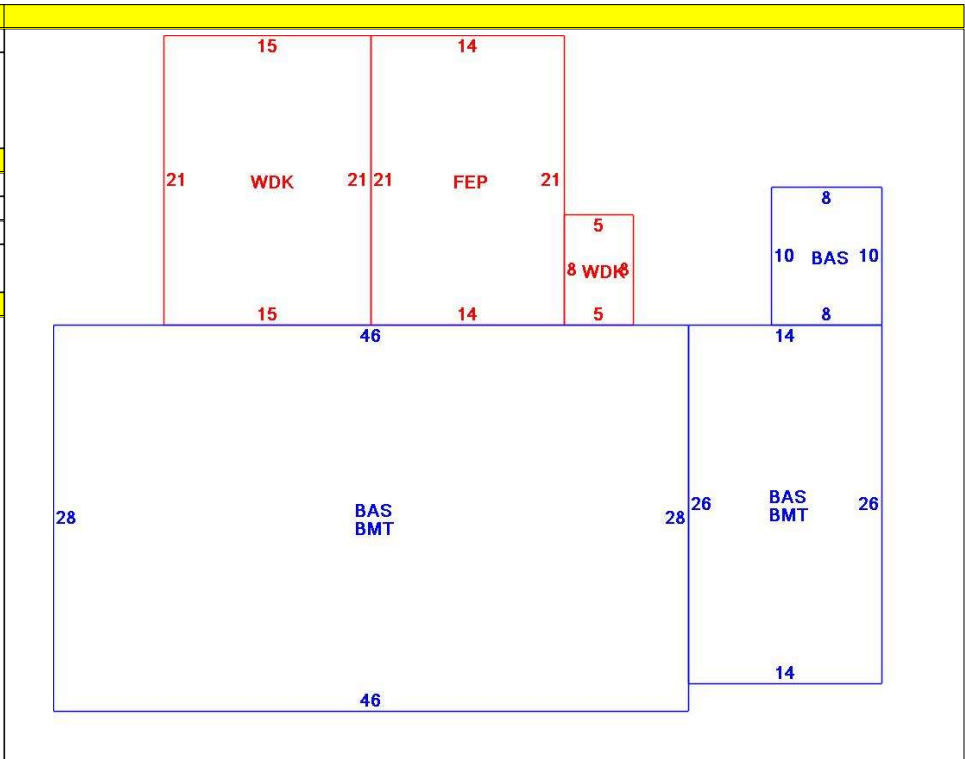 15 14
21 WDK 21 21 FEP 21
8
5
10 BAS 10
8 WDK 8
15 14 5 8
46 14
28 BAS BMT 28
26 BAS BMT 26
14
46